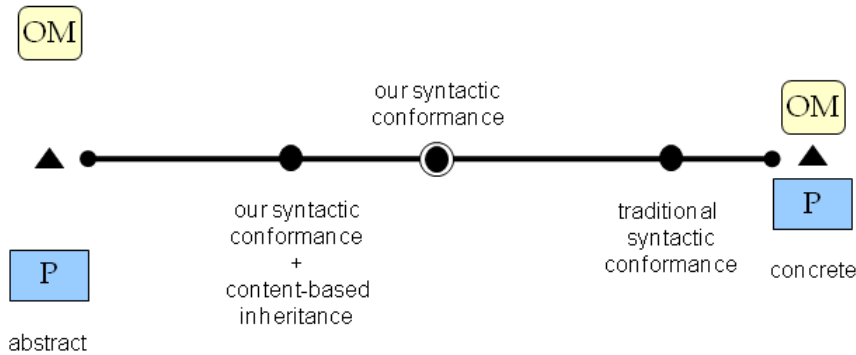 OM
our syntactic
conformance
OM
our syntactic
conformance
+
content-based
inheritance
traditional
syntactic
conformance
P
concrete
P
abstract